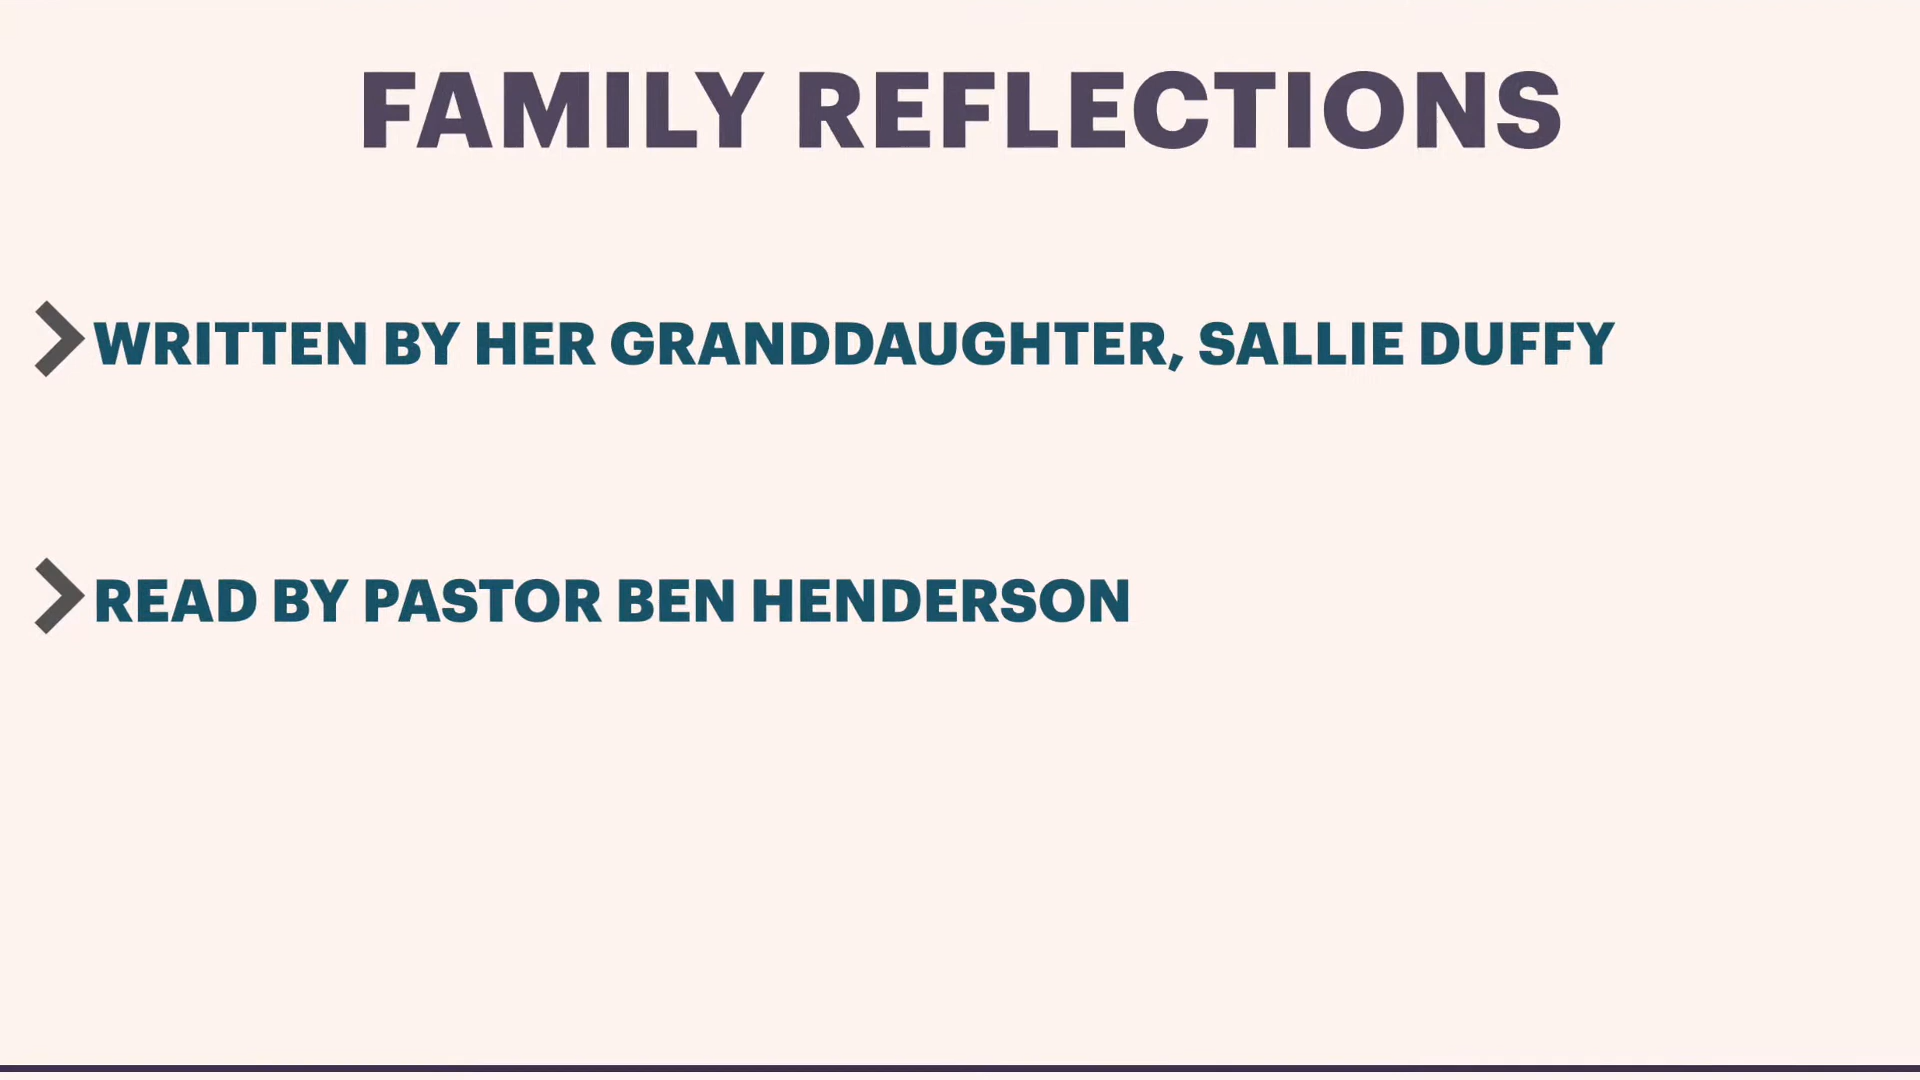 FAMILY REFLECTIONS
WRITTEN BY HER GRANDDAUGHTER, SALLIE DUFFY
READ BY PASTOR BEN HENDERSON